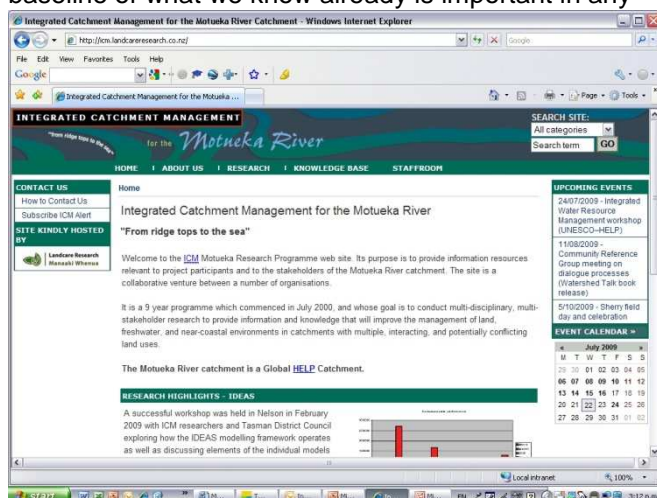 baseline of what we know already is important in any
Integrated Catchment Management for the Motueka River Catchment - Windows Internet Explorer
http://icm.landcareresearch.co.nz/
Google
File Edit View Favorites Tools Help
Google
Integrated Catchment Management for the Motueka ...
Page Tools
INTEGRATED CATCHMENT MANAGEMENT
"from ridge tops to the sea"
for the Motueka River
SEARCH SITE:
All categories
Search term GO
HOME | ABOUT US | RESEARCH | KNOWLEDGE BASE STAFFROOM
CONTACT US
How to Contact Us
Subscribe ICM Alert
SITE KINDLY HOSTED
BY
Landcare Research
Manaaki Whenua
Home
Integrated Catchment Management for the Motueka River
"From ridge tops to the sea"
Welcome to the ICM Motueka Research Programme web site. Its purpose is to provide information resources
relevant to project participants and to the stakeholders of the Motueka River catchment. The site is a
collaborative venture between a number of organisations.
It is a 9 year programme which commenced in July 2000, and whose goal is to conduct multi-disciplinary, multi-
stakeholder research to provide information and knowledge that will improve the management of land,
freshwater, and near-coastal environments in catchments with multiple, interacting, and potentially conflicting
land uses.
The Motueka River catchment is a Global HELP Catchment.
RESEARCH HIGHLIGHTS - IDEAS
A successful workshop was held in Nelson in February
2009 with ICM researchers and Tasman District Council
exploring how the IDEAS modelling framework operates
as well as discussing elements of the individual models
UPCOMING EVENTS
24/07/2009 - Integrated
Water Resource
Management workshop
(UNESCO-HELP)
11/08/2009 -
Community Reference
Group meeting on
dialogue processes
(Watershed Talk book
release)
5/10/2009 - Sherry field
day and celebration
EVENT CALENDAR »
« July 2009 »
M T W T F S S
29 30 01 02 03 04 05
06 07 08 09 10 11 12
13 14 15 16 17 18 19
20 21 22 23 24 25 26
27 28 29 30 31 01 02
Local intranet 100%
start
3:12 AM